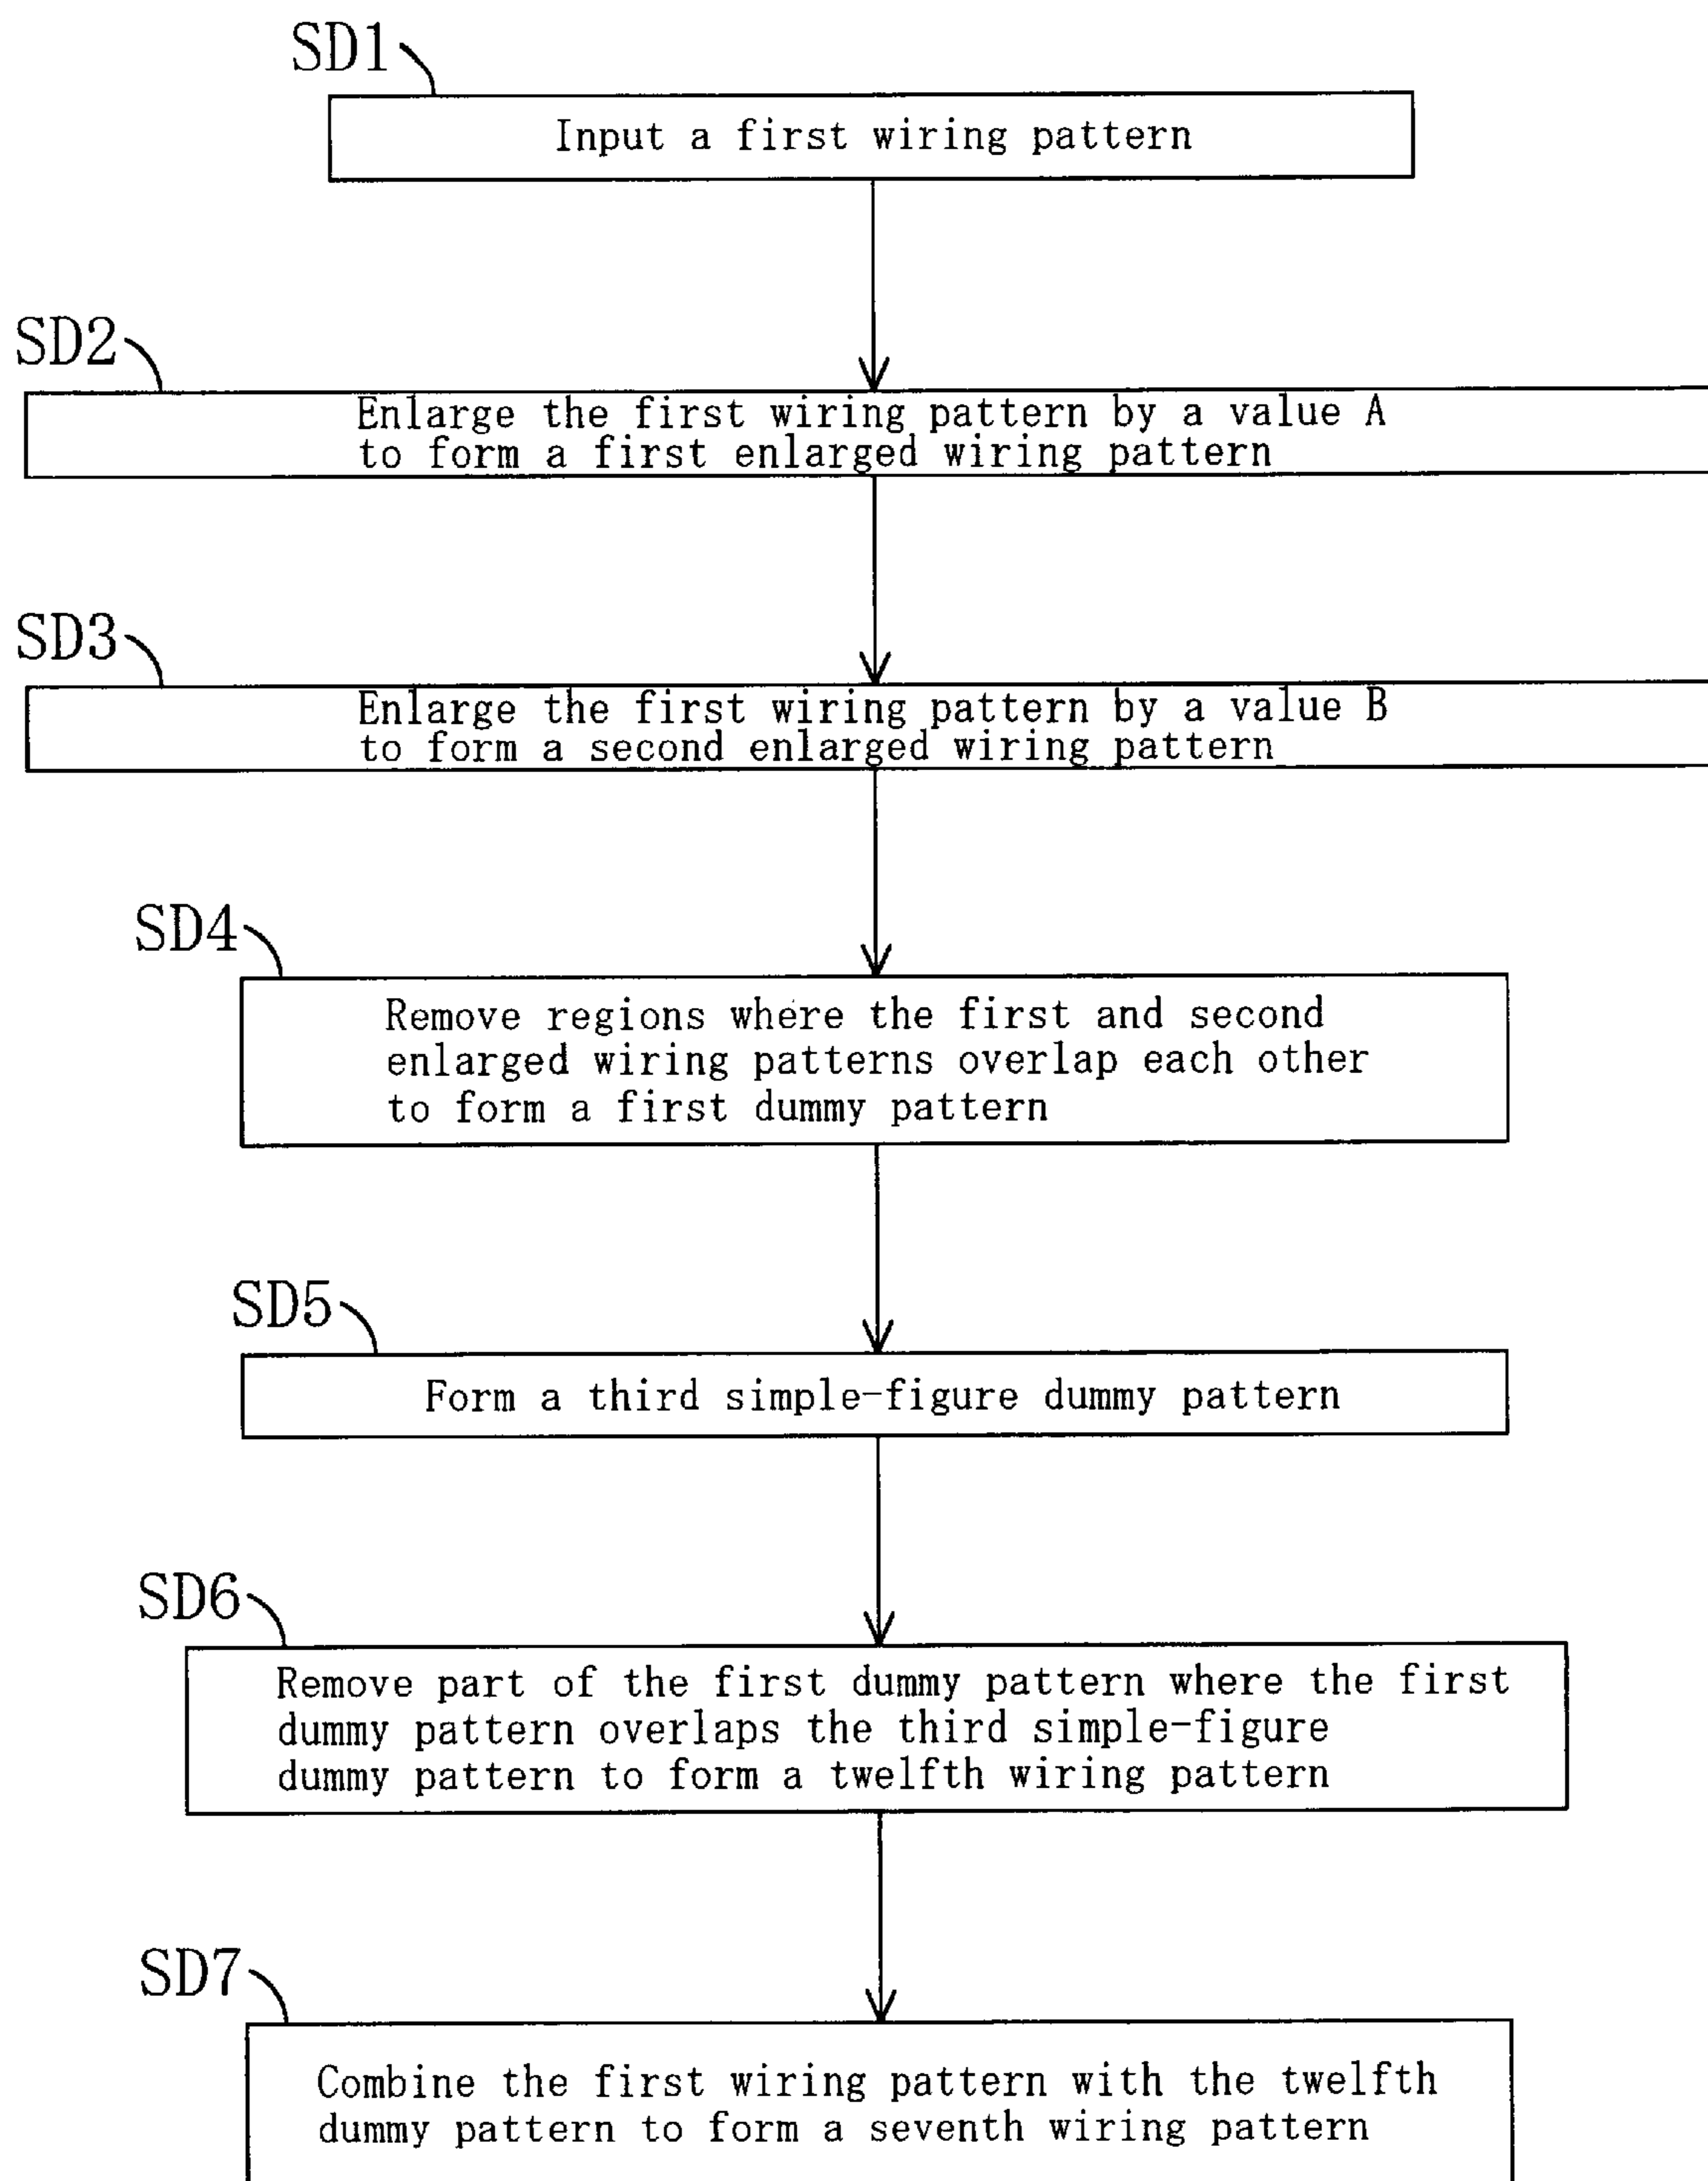 SD1
Input a first wiring pattern
SD2
Enlarge the first wiring pattern by a value A
to form a first enlarged wiring pattern
SD3
Enlarge the first wiring pattern by a value B
to form a second enlarged wiring pattern
SD4
Remove regions where the first and second
enlarged wiring patterns overlap each other
to form a first dummy pattern
SD5
Form a third simple-figure dummy pattern
SD6
Remove part of the first dummy pattern where the first
dummy pattern overlaps the third simple-figure
dummy pattern to form a twelfth wiring pattern
SD7
Combine the first wiring pattern with the twelfth
dummy pattern to form a seventh wiring pattern